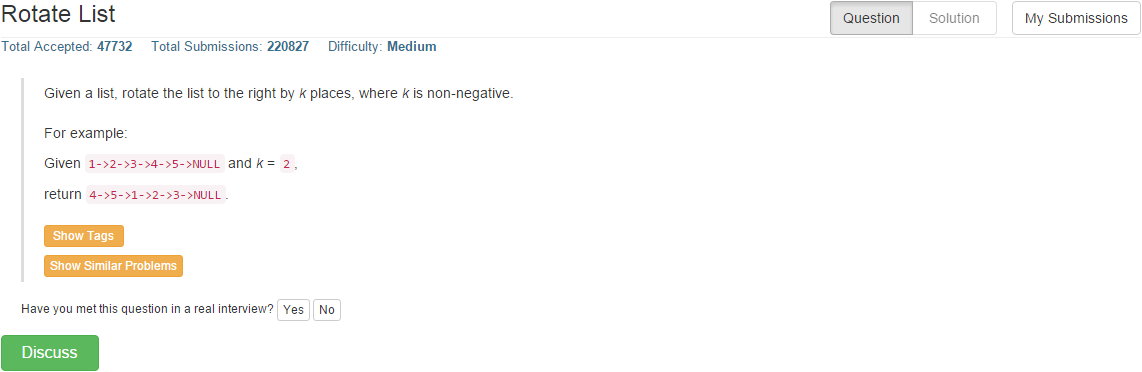 Rotate List
Question Solution My Submissions
Total Accepted: 47732 Total Submissions: 220827 Difficulty: Medium
Given a list, rotate the list to the right by k places, where k is non-negative.
For example:
Given 1->2->3->4->5->NULL and k = 2,
return 4->5->1->2->3->NULL.
Show Tags
Show Similar Problems
Have you met this question in a real interview? Yes No
Discuss